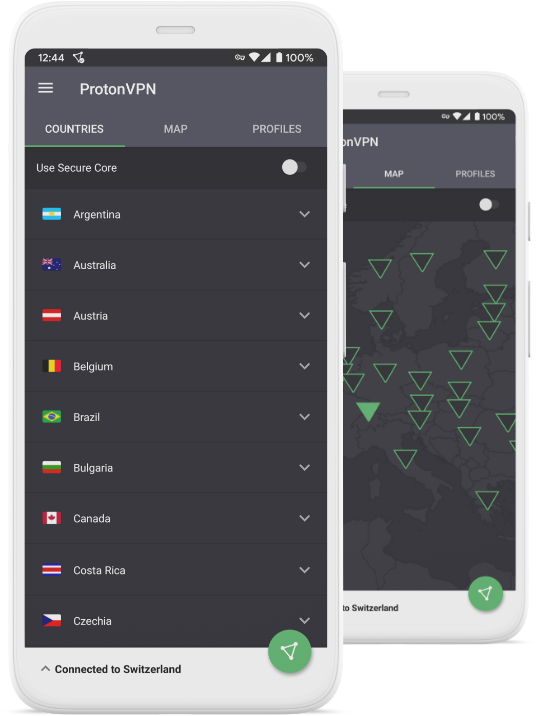 12:44 100%
ProtonVPN
COUNTRIES MAP PROFILES
Use Secure Core
Argentina
Australia
Austria
Belgium
Brazil
Bulgaria
Canada
Costa Rica
Czechia
Connected to Switzerland
100%
onVPN
MAP PROFILES
to Switzerland